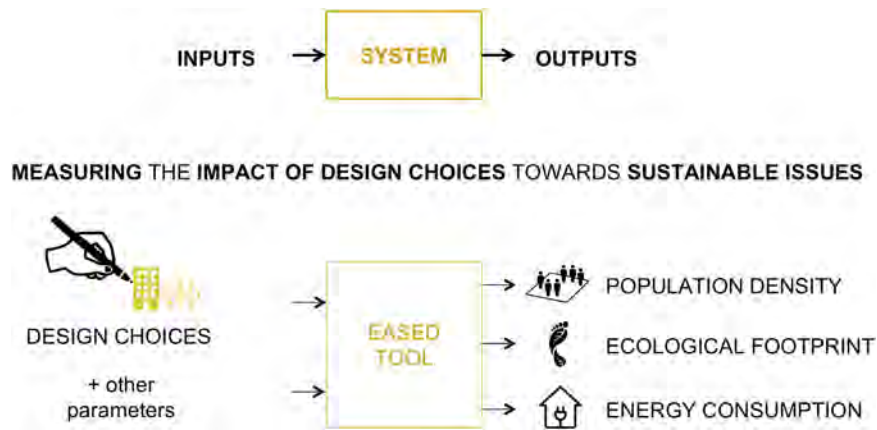 INPUTS SYSTEM OUTPUTS
MEASURING THE IMPACT OF DESIGN CHOICES TOWARDS SUSTAINABLE ISSUES
DESIGN CHOICES
+ other
parameters
EASED
TOOL
POPULATION DENSITY
ECOLOGICAL FOOTPRINT
ENERGY CONSUMPTION